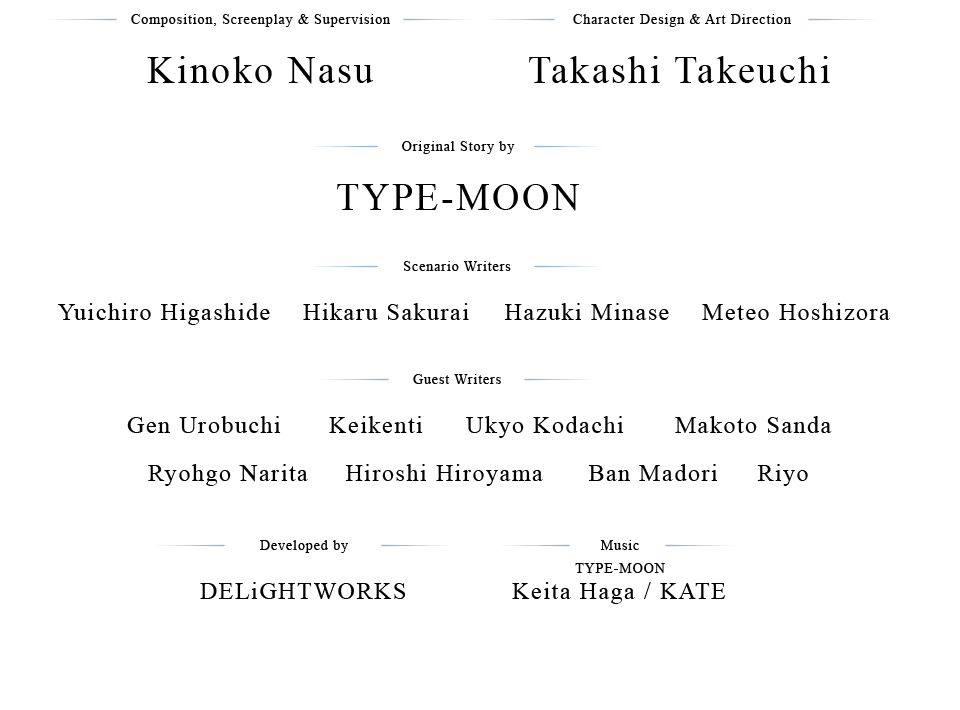 Composition, Screenplay & Supervision
Kinoko Nasu
Character Design & Art Direction
Takashi Takeuchi
Original Story by
TYPE-MOON
Scenario Writers
Yuichiro Higashide Hikaru Sakurai Hazuki Minase Meteo Hoshizora
Guest Writers
Gen Urobuchi Keikenti Ukyo Kodachi Makoto Sanda
Ryohgo Narita Hiroshi Hiroyama Ban Madori Riyo
Developed by
DELiGHTWORKS
Music
TYPE-MOON
Keita Haga / KATE